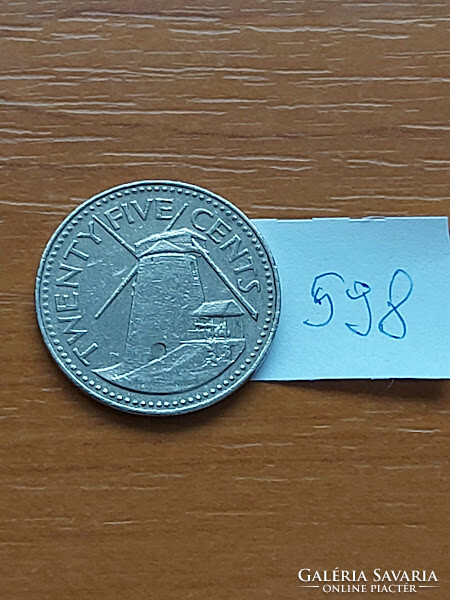 TWENTY FIVE CENTS
598
GALÉRIA SAVARIA
ONLINE PIACTÉR